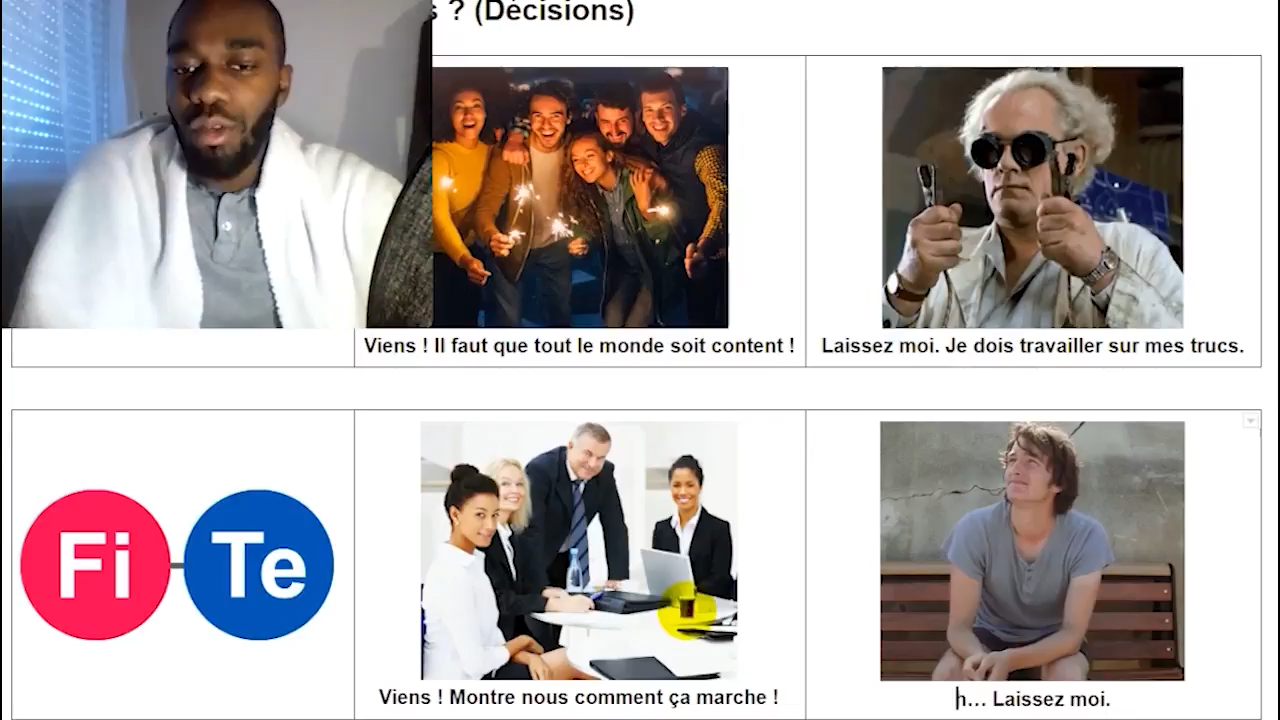 s ? (Décisions)
Viens ! Il faut que tout le monde soit content !
Laissez moi. Je dois travailler sur mes trucs.
Fi Te
Viens ! Montre nous comment ça marche !
h... Laissez moi.